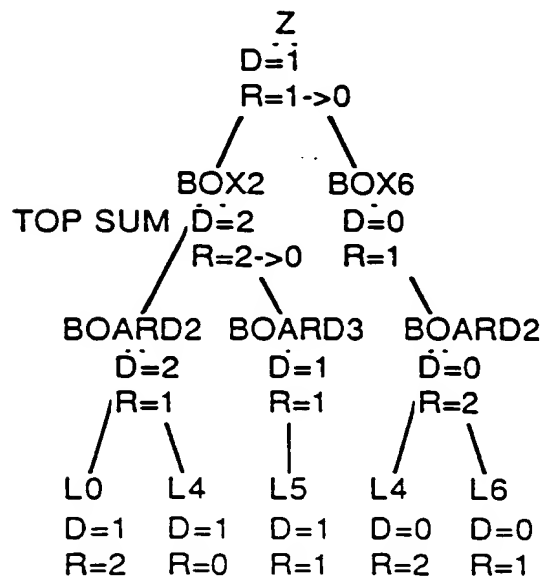 Z
D=1
R=1->0
BOX2 BOX6
TOP SUM D=2 D=0
R=2->0 R=1
BOARD2 BOARD3 BOARD2
D=2 D=1 D=0
R=1 R=1 R=2
L0 L4 L5 L4 L6
D=1 D=1 D=1 D=0 D=0
R=2 R=0 R=1 R=2 R=1